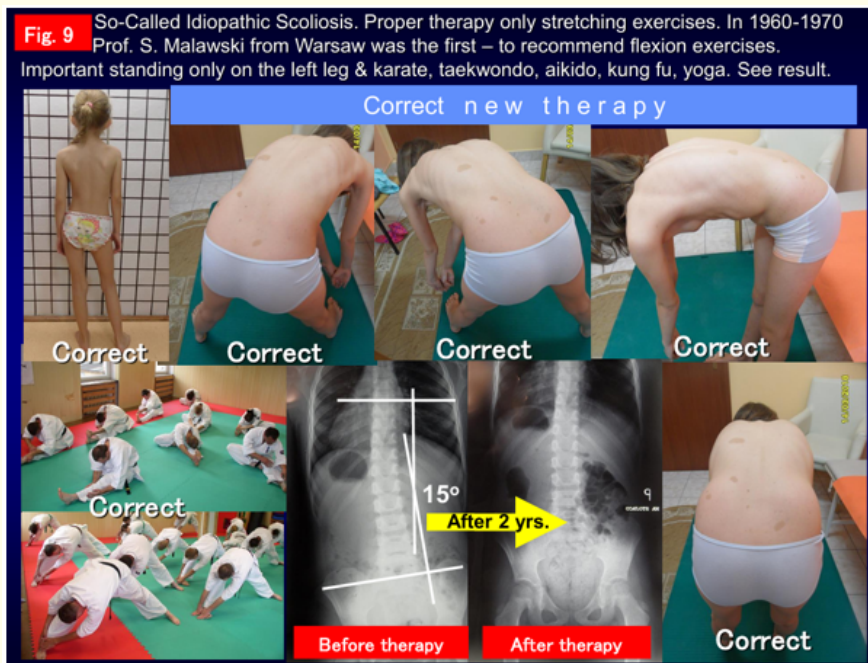 Fig. 9
So-Called Idiopathic Scoliosis. Proper therapy only stretching exercises. In 1960-1970
Prof. S. Malawski from Warsaw was the first – to recommend flexion exercises.
Important standing only on the left leg & karate, taekwondo, aikido, kung fu, yoga. See result.
Correct new therapy
Correct
Correct
Correct
Correct
Correct
15º
After 2 yrs.
9
Before therapy
After therapy
Correct